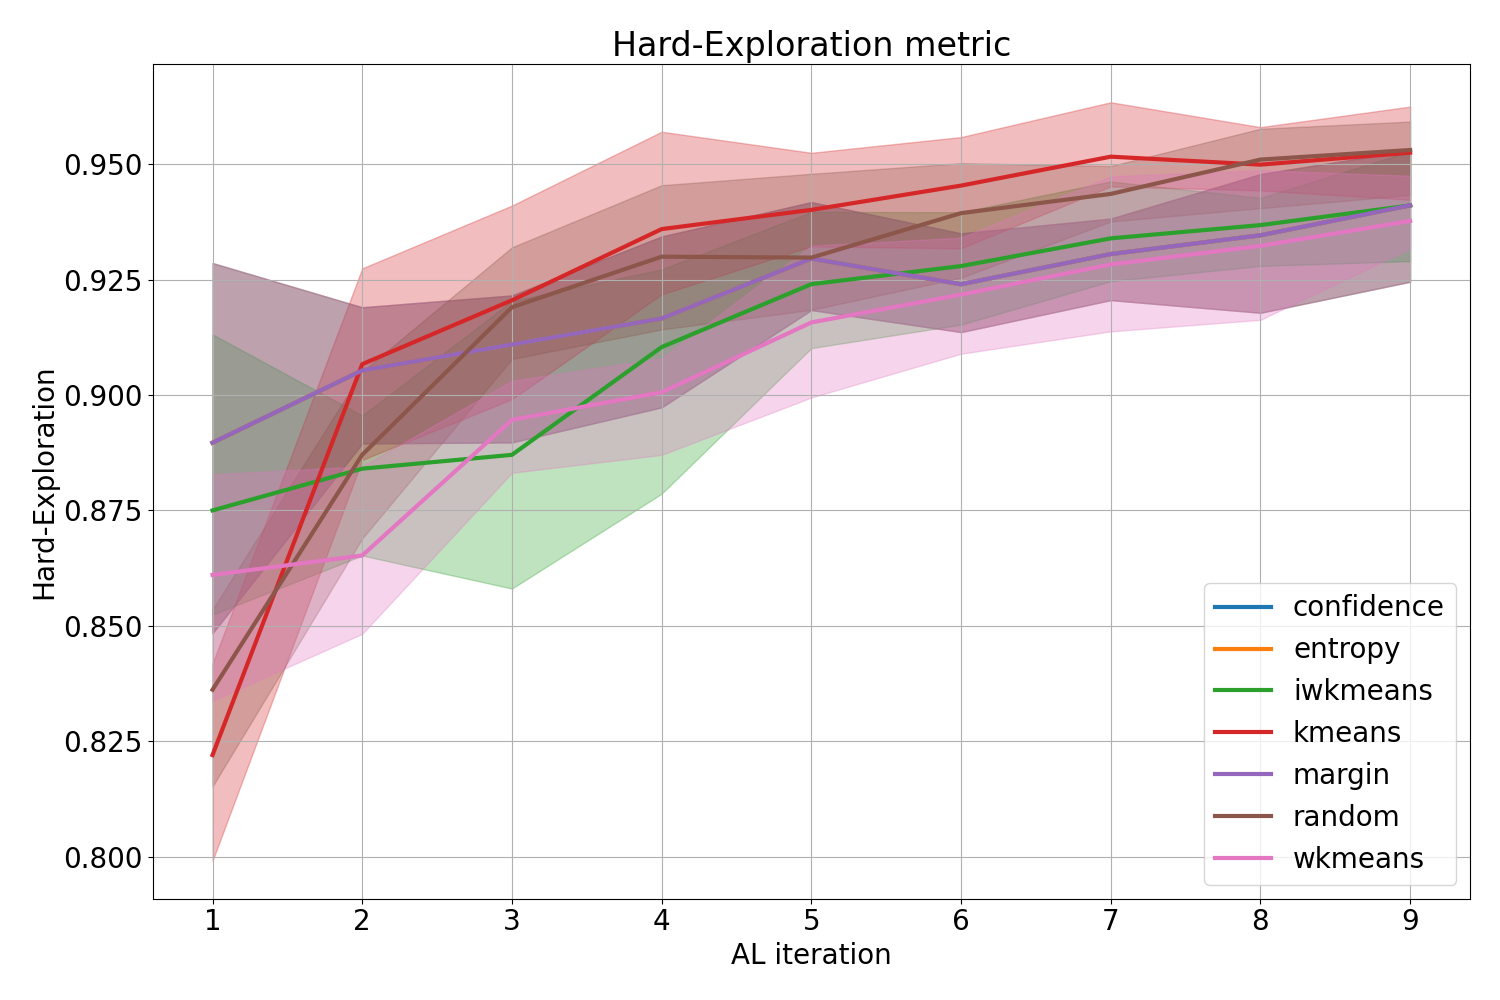 Hard-Exploration metric
Hard-Exploration
0.950
0.925
0.900
0.875
0.850
0.825
0.800
1 2 3 4 5 6 7 8 9
AL iteration
confidence
entropy
iwkmeans
kmeans
margin
random
wkmeans